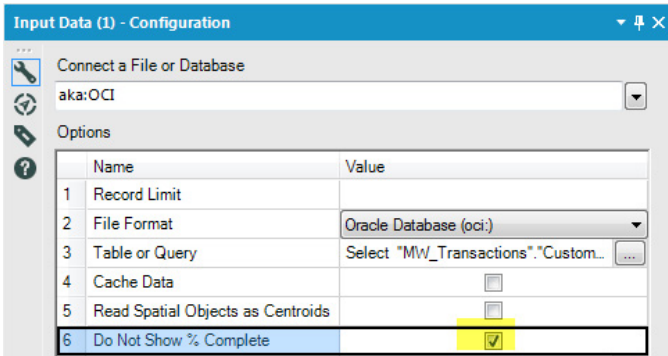 Input Data (1) - Configuration
Connect a File or Database
aka:OCI
Options
Name Value
1 Record Limit
2 File Format Oracle Database (oci:)
3 Table or Query Select "MW_Transactions"."Custom... ...
4 Cache Data
5 Read Spatial Objects as Centroids
6 Do Not Show % Complete